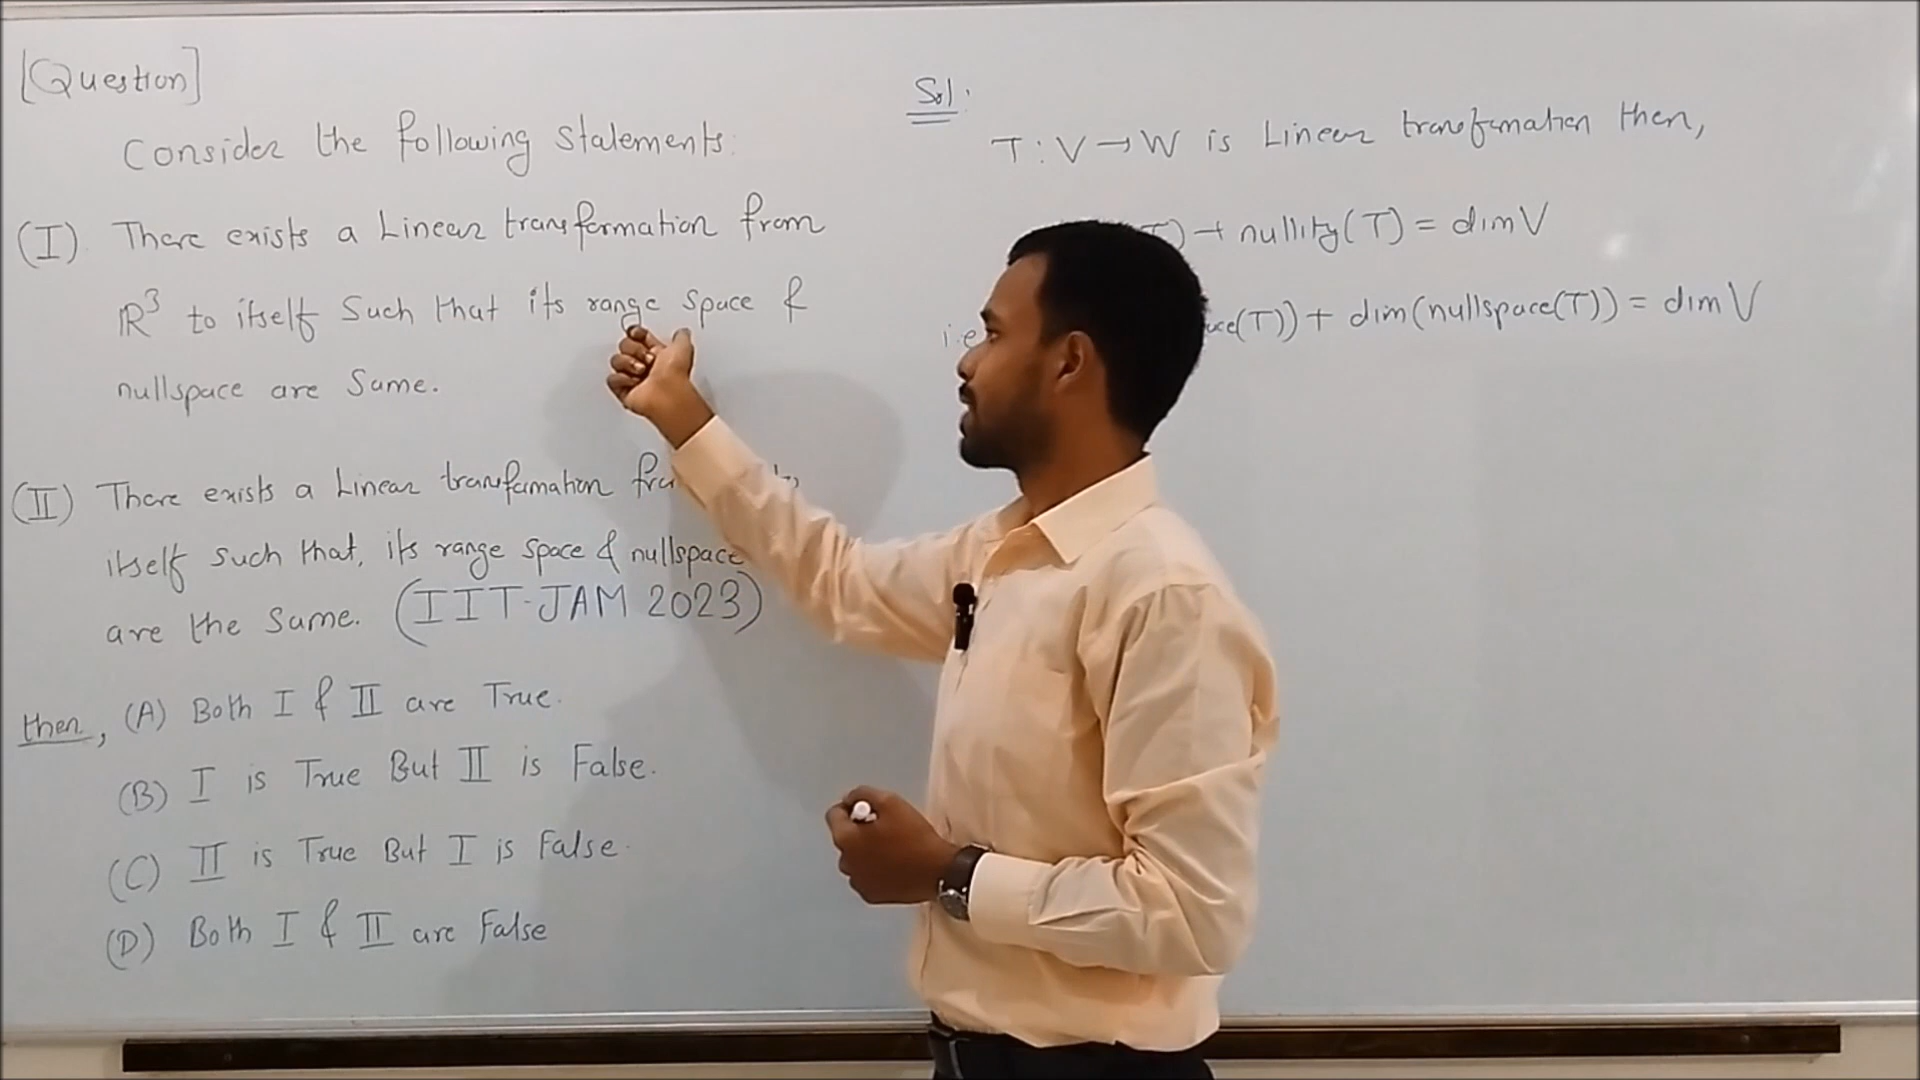 [Question]
Consider the following statements:
(I) There exists a Linear transformation from
R³ to itself Such that its range space &
nullspace are Same.
(II) There exists a Linear transformation
itself such that, its range space & nullspace
are the Same. (IIT-JAM 2023)
then, (A) Both I & II are True.
(B) I is True But II is False.
(C) II is True But I is False.
(D) Both I & II are False
Sol:
T: V → W is Linear transformation then,
T) + nullity(T) = dim V
i.e (T)) + dim(nullspace(T)) = dim V